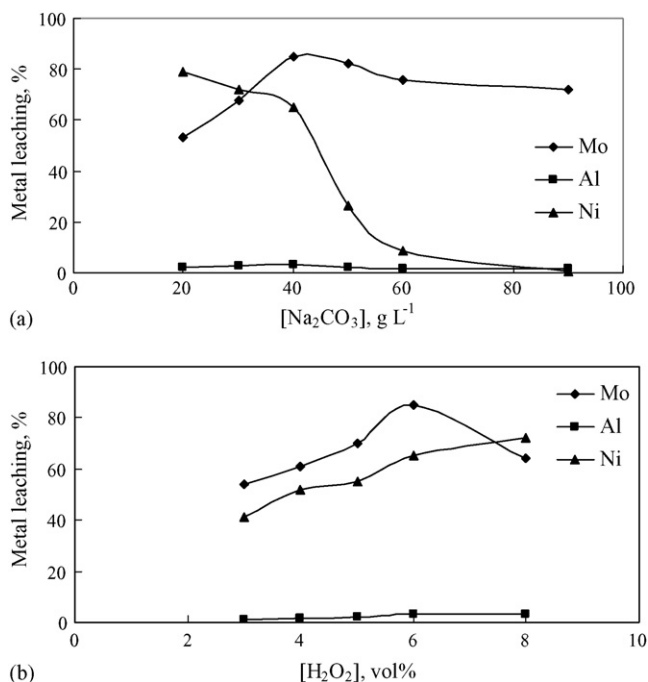 100
80
60
40
20
0
Metal leaching, %
Mo
Al
Ni
0 20 40 60 80 100
[Na₂CO₃], g L⁻¹
(a)
100
80
60
40
20
0
Metal leaching, %
Mo
Al
Ni
0 2 4 6 8 10
[H₂O₂], vol%
(b)